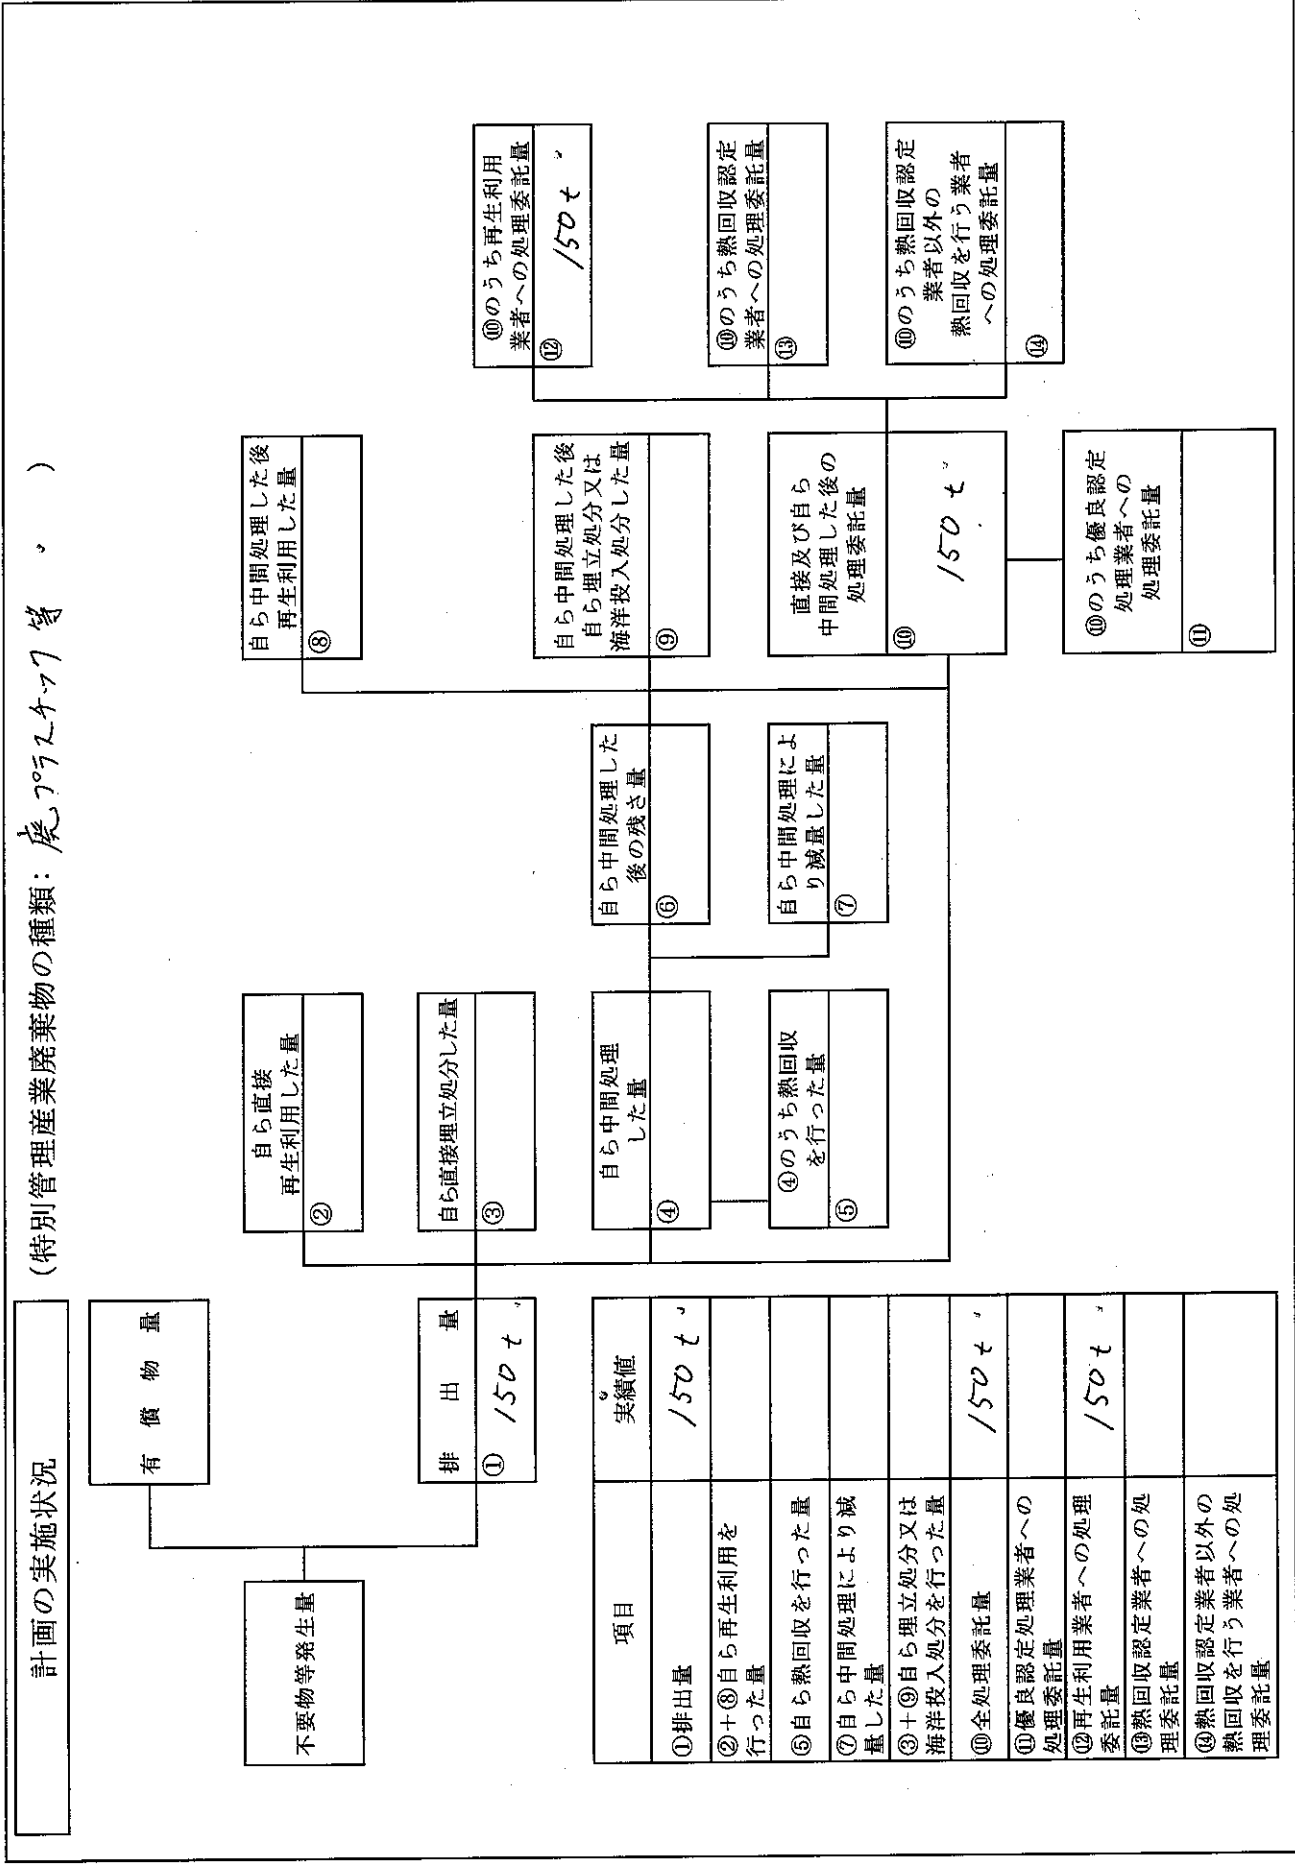 計画の実施状況
(特別管理産業廃棄物の種類: 廃プラスチック等 )
有償物量
不要物等発生量
排出量
① 150t
自ら直接
再生利用した量
②
自ら直接埋立処分した量
③
自ら中間処理
した量
④
④のうち熱回収
を行った量
⑤
自ら中間処理した
後の残さ量
⑥
自ら中間処理によ
り減量した量
⑦
自ら中間処理した後
再生利用した量
⑧
自ら中間処理した後
自ら埋立処分又は
海洋投入処分した量
⑨
直接及び自ら
中間処理した後の
処理委託量
⑩ 150t
⑩のうち優良認定
処理業者への
処理委託量
⑪
⑩のうち再生利用
業者への処理委託量
⑫ 150t
⑩のうち熱回収認定
業者への処理委託量
⑬
⑩のうち熱回収認定
業者以外の
熱回収を行う業者
への処理委託量
⑭
項目 実績値
①排出量 150t
②+⑧自ら再生利用を
行った量
⑤自ら熱回収を行った量
⑦自ら中間処理により減
量した量
③+⑨自ら埋立処分又は
海洋投入処分を行った量
⑩全処理委託量 150t
⑪優良認定処理業者への
処理委託量
⑫再生利用業者への処理
委託量 150t
⑬熱回収認定業者への処
理委託量
⑭熱回収認定業者以外の
熱回収を行う業者への処
理委託量